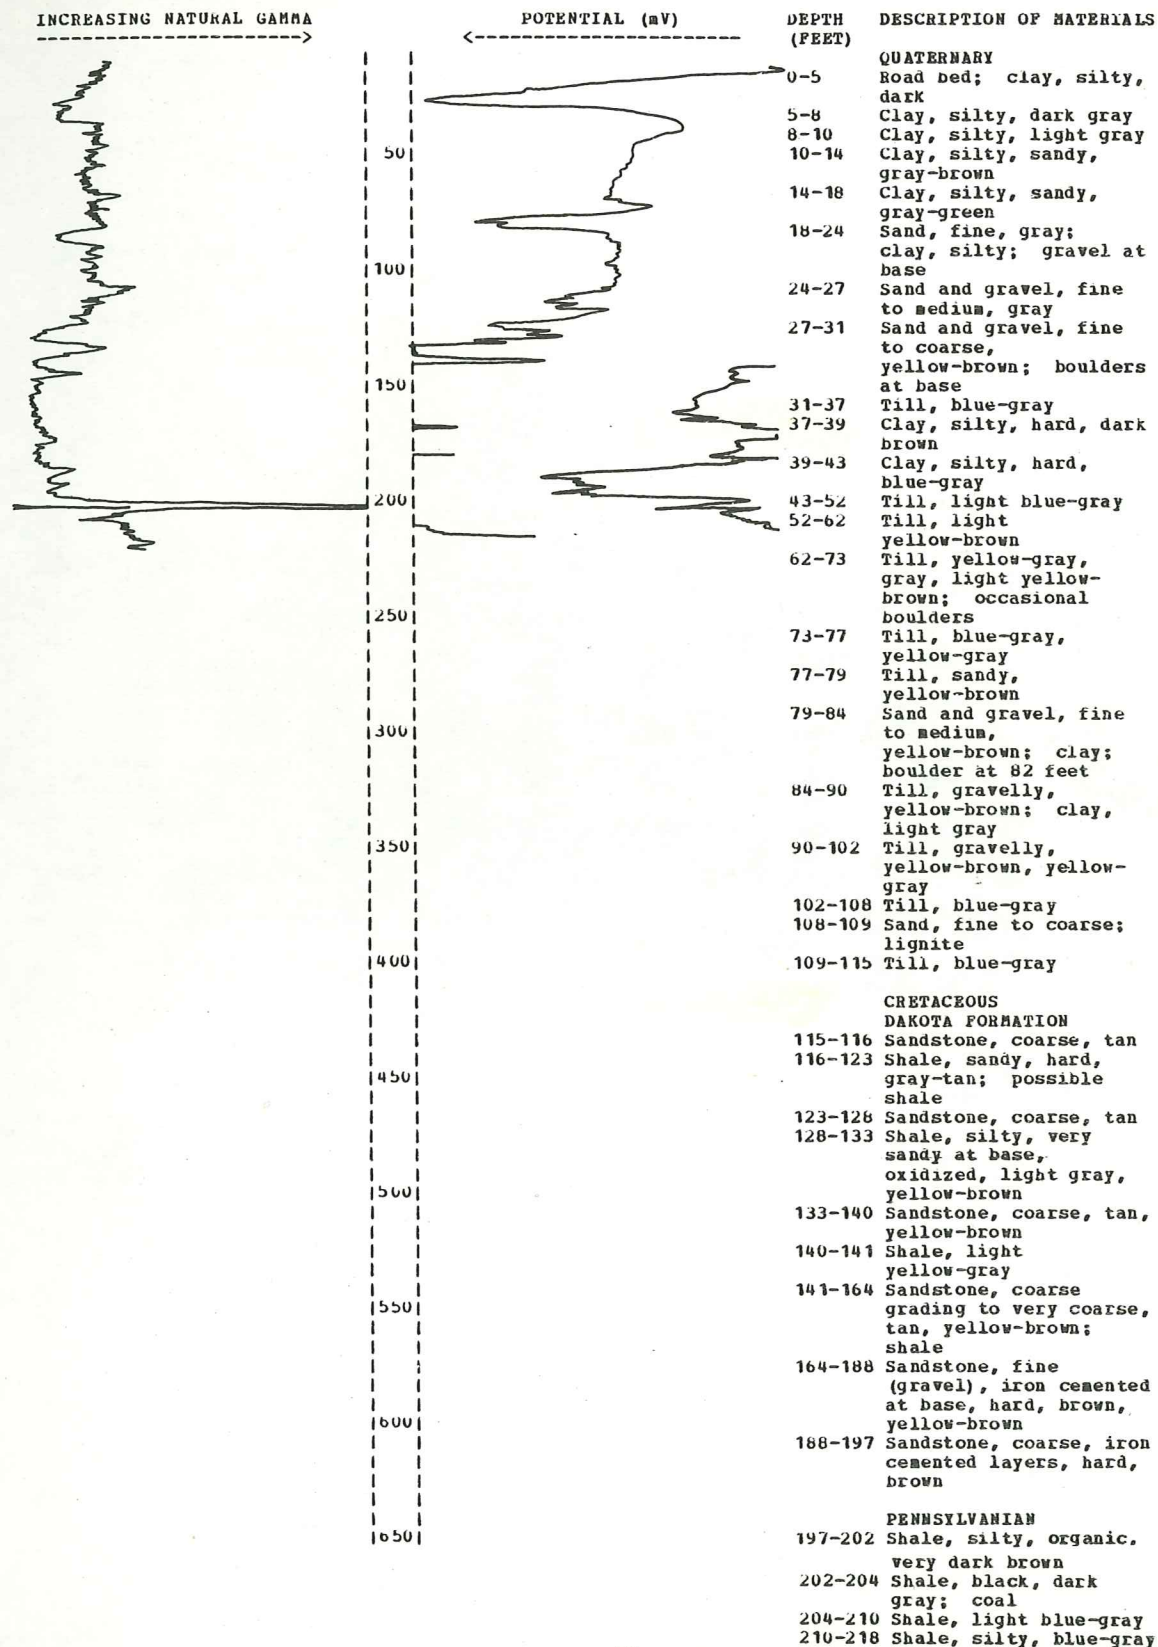 INCREASING NATURAL GAMMA
------------------------------>
POTENTIAL (mV)
<------------------------------
DEPTH
(FEET)
DESCRIPTION OF MATERIALS
50
100
150
200
250
300
350
400
450
500
550
600
650
QUATERNARY
0-5 Road bed; clay, silty,
dark
5-8 Clay, silty, dark gray
8-10 Clay, silty, light gray
10-14 Clay, silty, sandy,
gray-brown
14-18 Clay, silty, sandy,
gray-green
18-24 Sand, fine, gray;
clay, silty; gravel at
base
24-27 Sand and gravel, fine
to medium, gray
27-31 Sand and gravel, fine
to coarse,
yellow-brown; boulders
at base
31-37 Till, blue-gray
37-39 Clay, silty, hard, dark
brown
39-43 Clay, silty, hard,
blue-gray
43-52 Till, light blue-gray
52-62 Till, light
yellow-brown
62-73 Till, yellow-gray,
gray, light yellow-
brown; occasional
boulders
73-77 Till, blue-gray,
yellow-gray
77-79 Till, sandy,
yellow-brown
79-84 Sand and gravel, fine
to medium,
yellow-brown; clay;
boulder at 82 feet
84-90 Till, gravelly,
yellow-brown; clay,
light gray
90-102 Till, gravelly,
yellow-brown, yellow-
gray
102-108 Till, blue-gray
108-109 Sand, fine to coarse;
lignite
109-115 Till, blue-gray
CRETACEOUS
DAKOTA FORMATION
115-116 Sandstone, coarse, tan
116-123 Shale, sandy, hard,
gray-tan; possible
shale
123-128 Sandstone, coarse, tan
128-133 Shale, silty, very
sandy at base,
oxidized, light gray,
yellow-brown
133-140 Sandstone, coarse, tan,
yellow-brown
140-141 Shale, light
yellow-gray
141-164 Sandstone, coarse
grading to very coarse,
tan, yellow-brown;
shale
164-188 Sandstone, fine
(gravel), iron cemented
at base, hard, brown,
yellow-brown
188-197 Sandstone, coarse, iron
cemented layers, hard,
brown
PENNSYLVANIAN
197-202 Shale, silty, organic.
very dark brown
202-204 Shale, black, dark
gray; coal
204-210 Shale, light blue-gray
210-218 Shale, silty, blue-gray